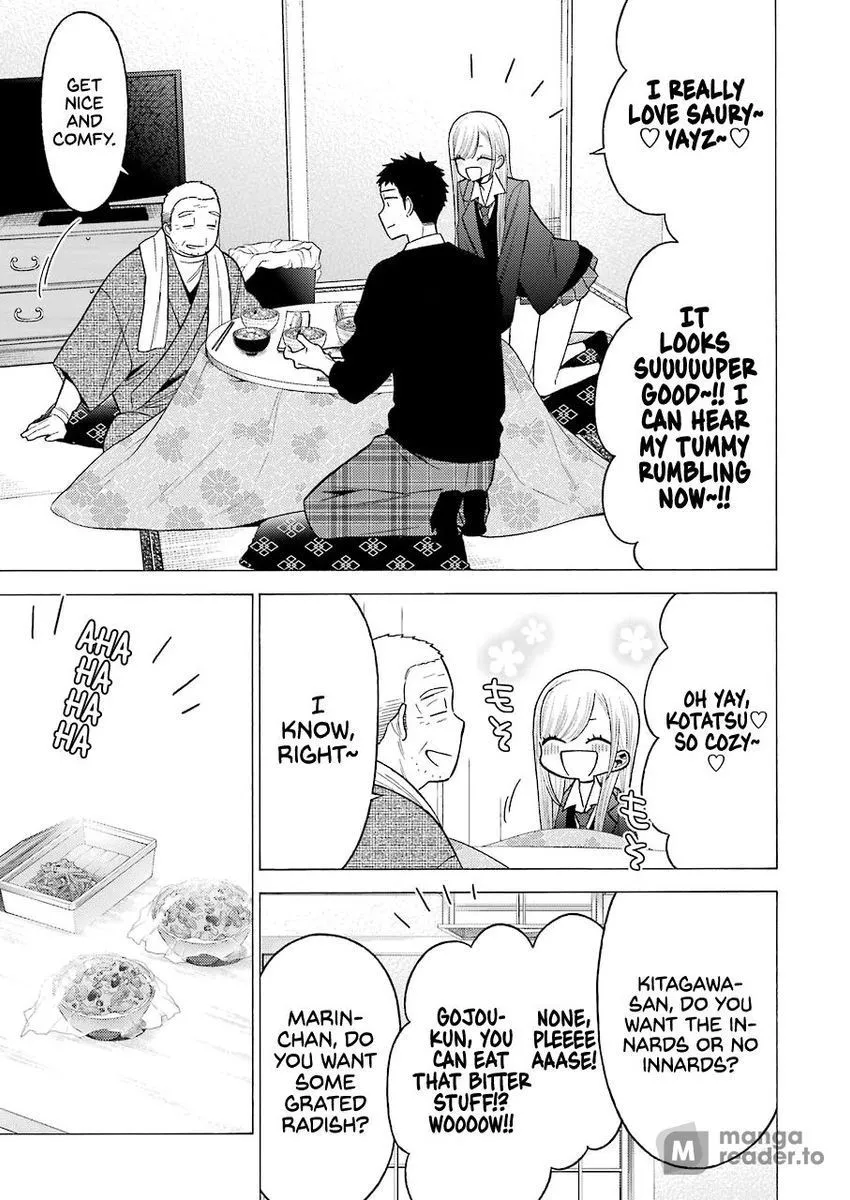 I REALLY
LOVE SAURY~
♡ YAYZ~♡
IT
LOOKS
SUUUUUPER
GOOD~!! I
CAN HEAR
MY TUMMY
RUMBLING
NOW~!!
GET
NICE
AND
COMFY.
OH YAY,
KOTATSU♡
SO COZY~
♡
もそ
もそ
I
KNOW,
RIGHT~
AHA
HA
HA
HA
KITAGAWA-
SAN, DO YOU
WANT THE IN-
NARDS OR NO
INNARDS?
NONE,
PLEEEE
AAASE!
GOJOU-
KUN, YOU
CAN EAT
THAT BITTER
STUFF!?
WOOOOW!!
MARIN-
CHAN, DO
YOU WANT
SOME
GRATED
RADISH?
M manga
reader.to